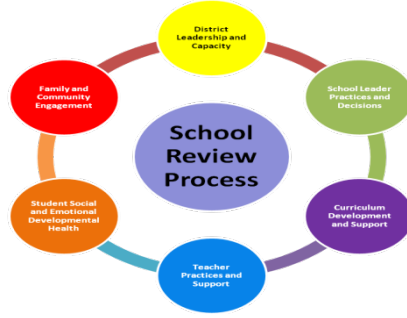 District
Leadership and
Capacity
Family and
Community
Engagement
School Leader
Practices and
Decisions
School
Review
Process
Student Social
and Emotional
Developmental
Health
Curriculum
Development
and Support
Teacher
Practices and
Support